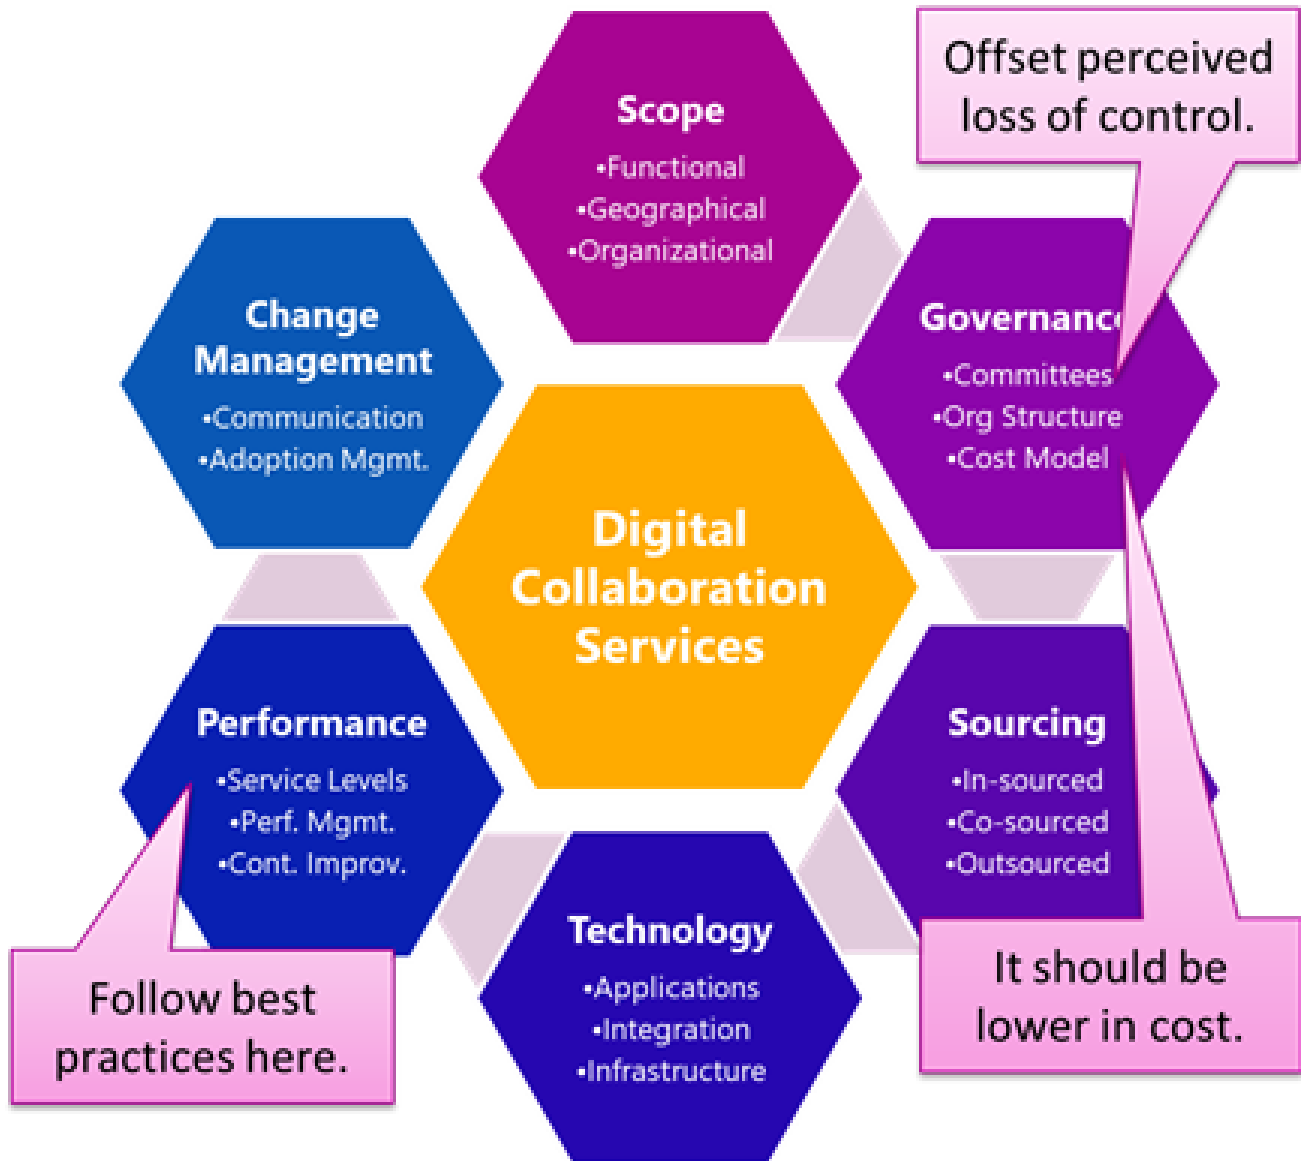 Offset perceived
loss of control.
Scope
•Functional
•Geographical
•Organizational
Governance
•Committees
•Org Structure
•Cost Model
Change
Management
•Communication
•Adoption Mgmt.
Digital
Collaboration
Services
Performance
•Service Levels
•Perf. Mgmt.
•Cont. Improv.
Sourcing
•In-sourced
•Co-sourced
•Outsourced
Technology
•Applications
•Integration
•Infrastructure
Follow best
practices here.
It should be
lower in cost.